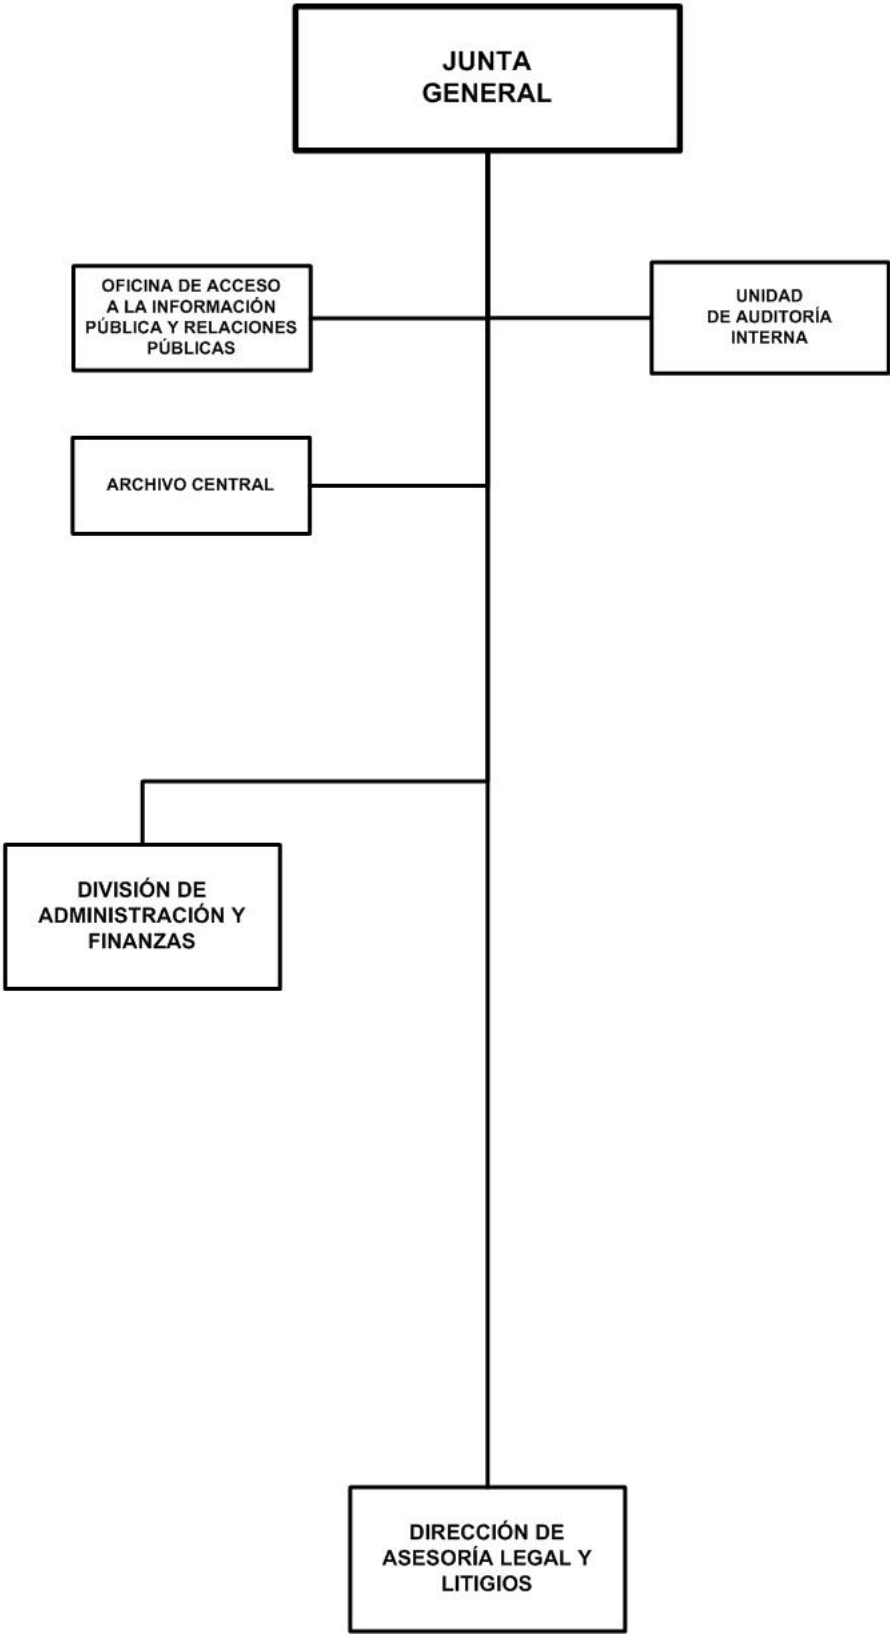 JUNTA
GENERAL
OFICINA DE ACCESO
A LA INFORMACIÓN
PÚBLICA Y RELACIONES
PÚBLICAS
UNIDAD
DE AUDITORÍA
INTERNA
ARCHIVO CENTRAL
DIVISIÓN DE
ADMINISTRACIÓN Y
FINANZAS
DIRECCIÓN DE
ASESORÍA LEGAL Y
LITIGIOS